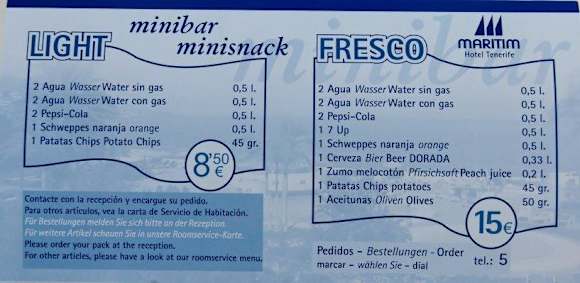 minibar
minisnack
LIGHT
2 Agua Wasser Water sin gas 0,5 l.
2 Agua Wasser Water con gas 0,5 l.
2 Pepsi-Cola 0,5 l.
1 Schweppes naranja orange 0,5 l.
1 Patatas Chips Potato Chips 45 gr.
8'50 €
Contacte con la recepción y encargue su pedido.
Para otros artículos, vea la carta de Servicio de Habitación.
Für Bestellungen melden Sie sich bitte an der Rezeption.
Für weitere Artikel scheuen Sie in unsere Roomservice-Karte.
Please order your pack at the reception.
For other articles, please have a look at our roomservice menu.
minibar
FRESCO
MARITIM
Hotel Tenerife
2 Agua Wasser Water sin gas 0,5 l.
2 Agua Wasser Water con gas 0,5 l.
2 Pepsi-Cola 0,5 l.
1 7 Up 0,5 l.
1 Schweppes naranja orange 0,5 l.
1 Cerveza Bier Beer DORADA 0,33 l.
1 Zumo melocotón Pfirsichsaft Peach juice 0,2 l.
1 Patatas Chips potatoes 45 gr.
1 Aceitunas Oliven Olives 50 gr.
15€
Pedidos - Bestellungen - Order
marcar - wählen Sie - dial tel.: 5